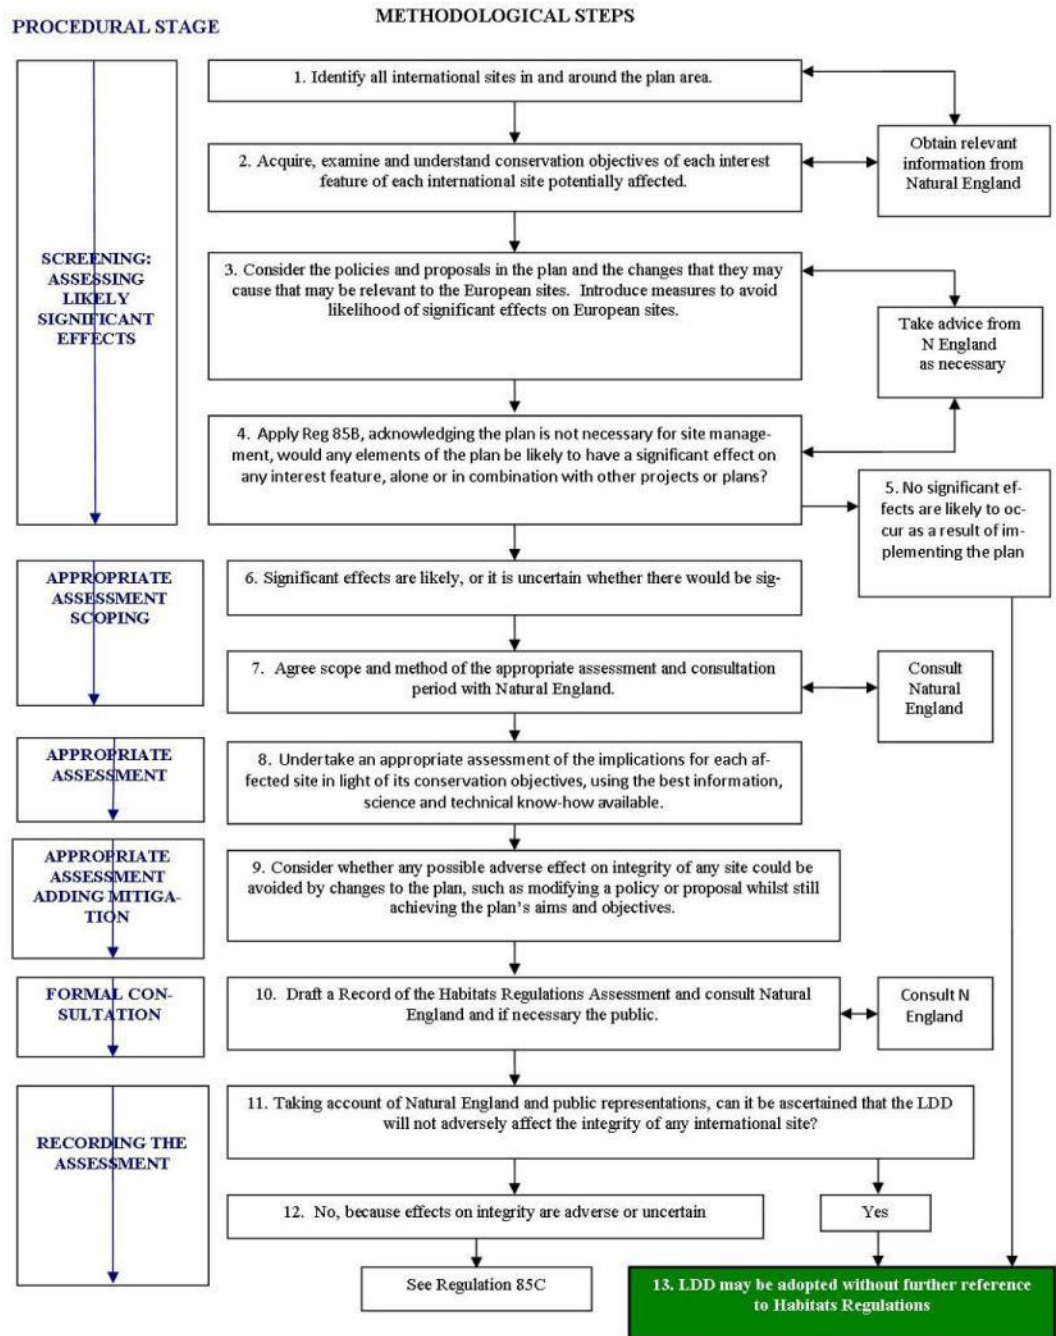 METHODOLOGICAL STEPS
PROCEDURAL STAGE
1. Identify all international sites in and around the plan area.
Obtain relevant
information from
Natural England
2. Acquire, examine and understand conservation objectives of each interest
feature of each international site potentially affected.
SCREENING:
ASSESSING
LIKELY
SIGNIFICANT
EFFECTS
3. Consider the policies and proposals in the plan and the changes that they may
cause that may be relevant to the European sites. Introduce measures to avoid
likelihood of significant effects on European sites.
Take advice from
N England
as necessary
4. Apply Reg 85B, acknowledging the plan is not necessary for site manage-
ment, would any elements of the plan be likely to have a significant effect on
any interest feature, alone or in combination with other projects or plans?
5. No significant ef-
fects are likely to oc-
cur as a result of im-
plementing the plan
APPROPRIATE
ASSESSMENT
SCOPING
6. Significant effects are likely, or it is uncertain whether there would be sig-
7. Agree scope and method of the appropriate assessment and consultation
period with Natural England.
Consult
Natural
England
APPROPRIATE
ASSESSMENT
8. Undertake an appropriate assessment of the implications for each af-
fected site in light of its conservation objectives, using the best information,
science and technical know-how available.
APPROPRIATE
ASSESSMENT
ADDING MITIGA-
TION
9. Consider whether any possible adverse effect on integrity of any site could be
avoided by changes to the plan, such as modifying a policy or proposal whilst still
achieving the plan's aims and objectives.
FORMAL CON-
SULTATION
10. Draft a Record of the Habitats Regulations Assessment and consult Natural
England and if necessary the public.
Consult N
England
RECORDING THE
ASSESSMENT
11. Taking account of Natural England and public representations, can it be ascertained that the LDD
will not adversely affect the integrity of any international site?
12. No, because effects on integrity are adverse or uncertain
Yes
See Regulation 85C
13. LDD may be adopted without further reference
to Habitats Regulations